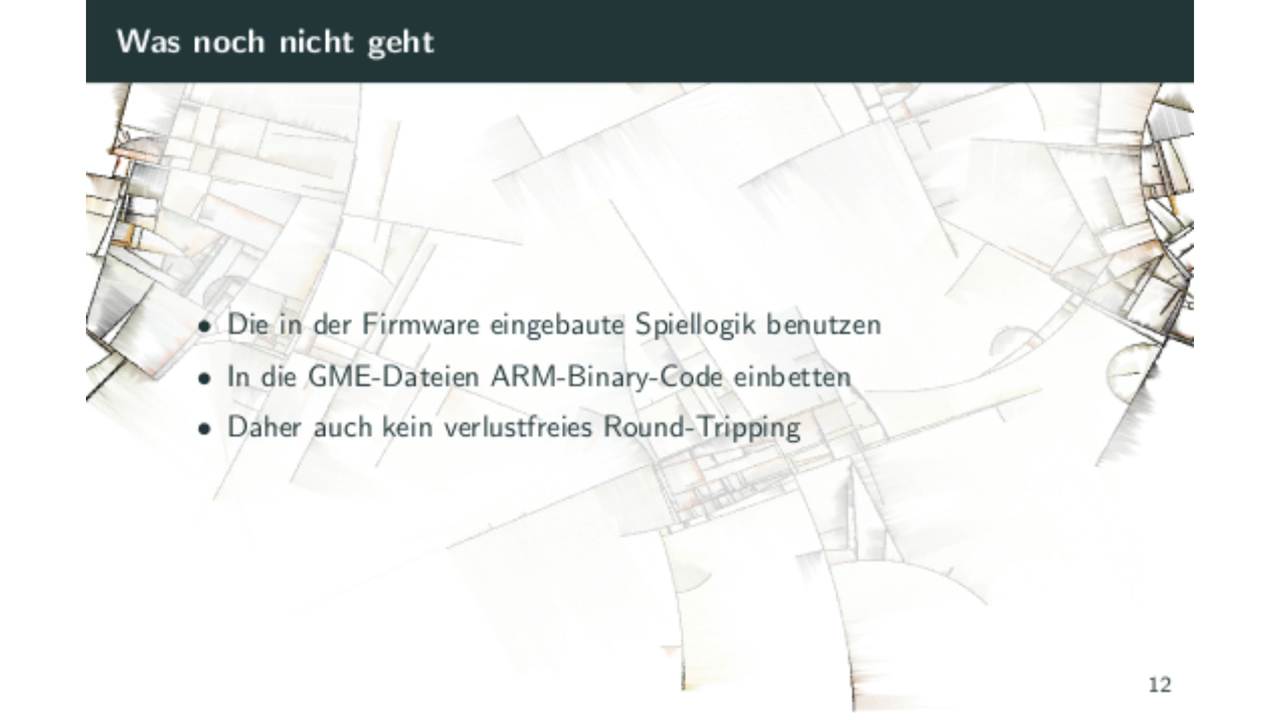 Was noch nicht geht
• Die in der Firmware eingebaute Spiellogik benutzen
• In die GME-Dateien ARM-Binary-Code einbetten
• Daher auch kein verlustfreies Round-Tripping
12